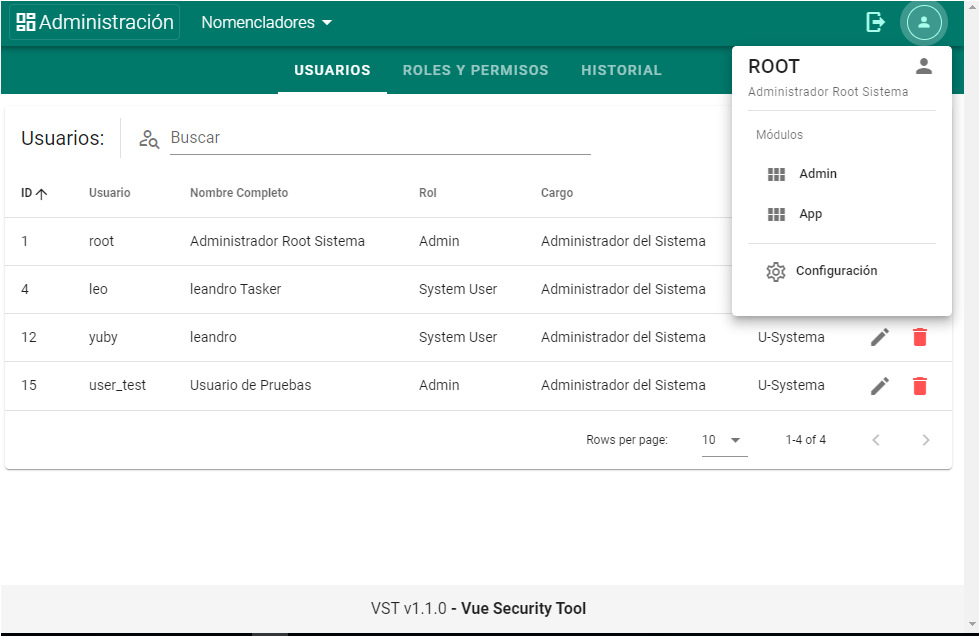 Administración Nomencladores
USUARIOS ROLES Y PERMISOS HISTORIAL
ROOT
Administrador Root Sistema
Módulos
Admin
App
Configuración
Usuarios: Buscar
ID Usuario Nombre Completo Rol Cargo
1 root Administrador Root Sistema Admin Administrador del Sistema
4 leo leandro Tasker System User Administrador del Sistema
12 yuby leandro System User Administrador del Sistema U-Systema
15 user_test Usuario de Pruebas Admin Administrador del Sistema U-Systema
Rows per page: 10 1-4 of 4
VST v1.1.0 - Vue Security Tool